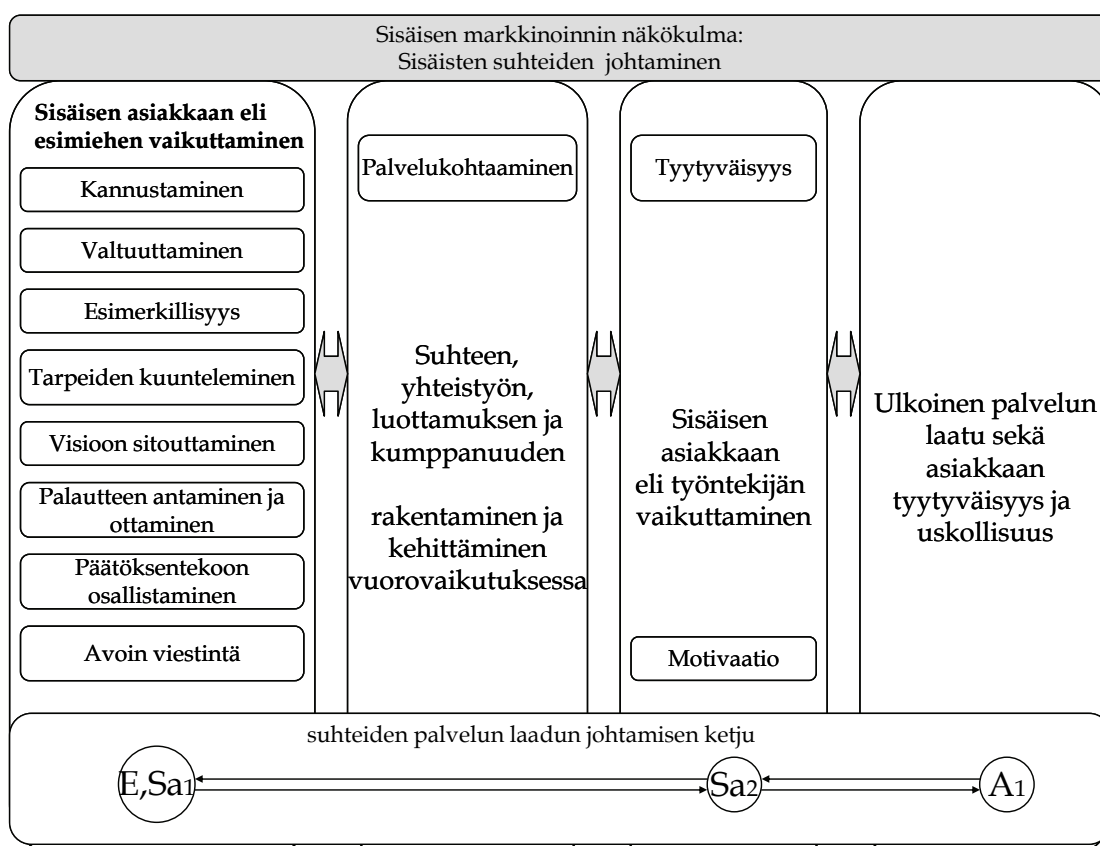 Sisäisen markkinoinnin näkökulma:
Sisäisten suhteiden johtaminen
Sisäisen asiakkaan eli
esimiehen vaikuttaminen
Kannustaminen
Valtuuttaminen
Esimerkillisyys
Tarpeiden kuunteleminen
Visioon sitouttaminen
Palautteen antaminen ja
ottaminen
Päätöksentekoon
osallistaminen
Avoin viestintä
Palvelukohtaaminen
Suhteen,
yhteistyön,
luottamuksen ja
kumppanuuden
rakentaminen ja
kehittäminen
vuorovaikutuksessa
Tyytyväisyys
Sisäisen
asiakkaan
eli työntekijän
vaikuttaminen
Motivaatio
Ulkoinen palvelun
laatu sekä
asiakkaan
tyytyväisyys ja
uskollisuus
suhteiden palvelun laadun johtamisen ketju
E,Sa1
Sa2
A1